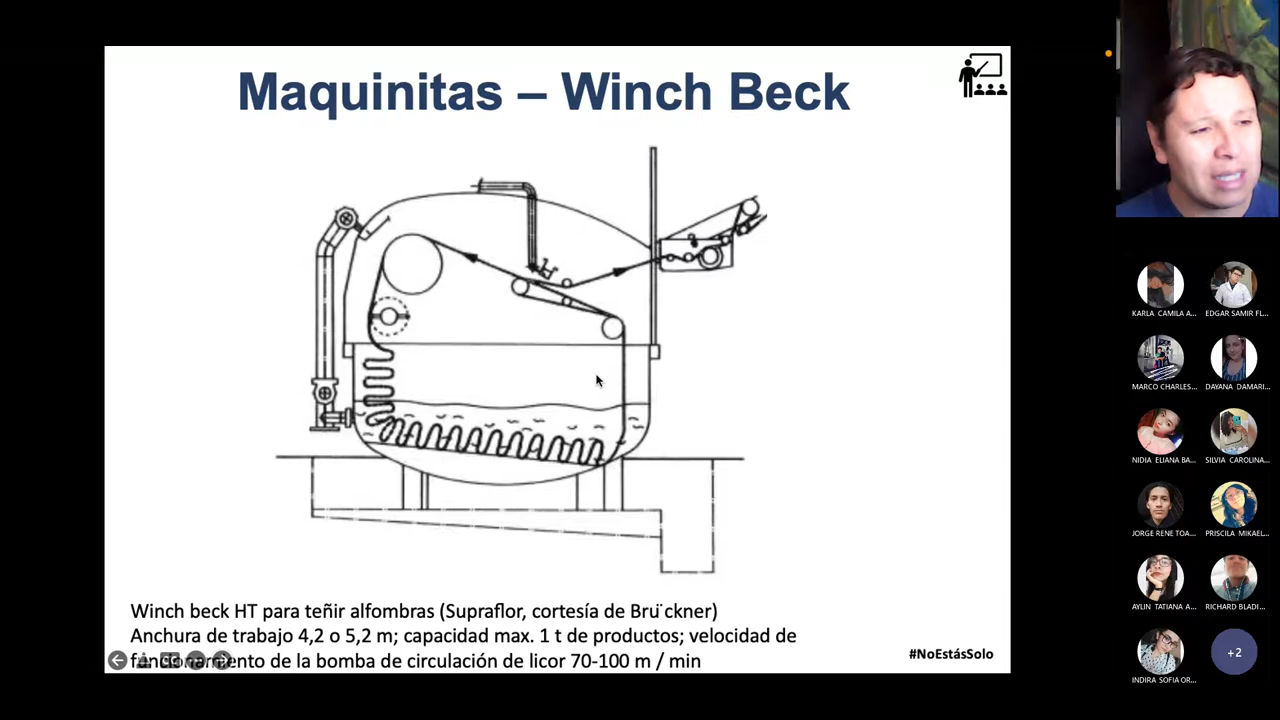 Maquinitas – Winch Beck
Winch beck HT para teñir alfombras (Supraflor, cortesía de Bru¨ckner)
Anchura de trabajo 4,2 o 5,2 m; capacidad max. 1 t de productos; velocidad de
funcionamiento de la bomba de circulación de licor 70-100 m / min
#NoEstásSolo
KARLA CAMILA A...
EDGAR SAMIR FL...
MARCO CHARLES...
DAYANA DAMARI...
NIDIA ELIANA BA...
SILVIA CAROLINA...
JORGE RENE TOA...
PRISCILA MIKAEL...
AYLIN TATIANA A...
RICHARD BLADI...
INDIRA SOFIA OR...
+2